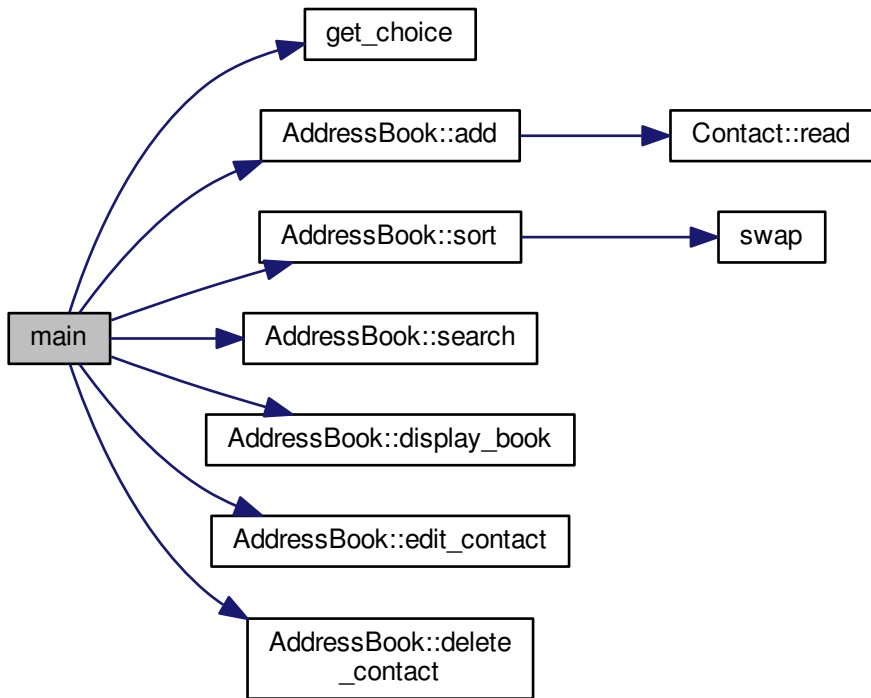 get_choice
AddressBook::add
Contact::read
AddressBook::sort
swap
main
AddressBook::search
AddressBook::display_book
AddressBook::edit_contact
AddressBook::delete
_contact